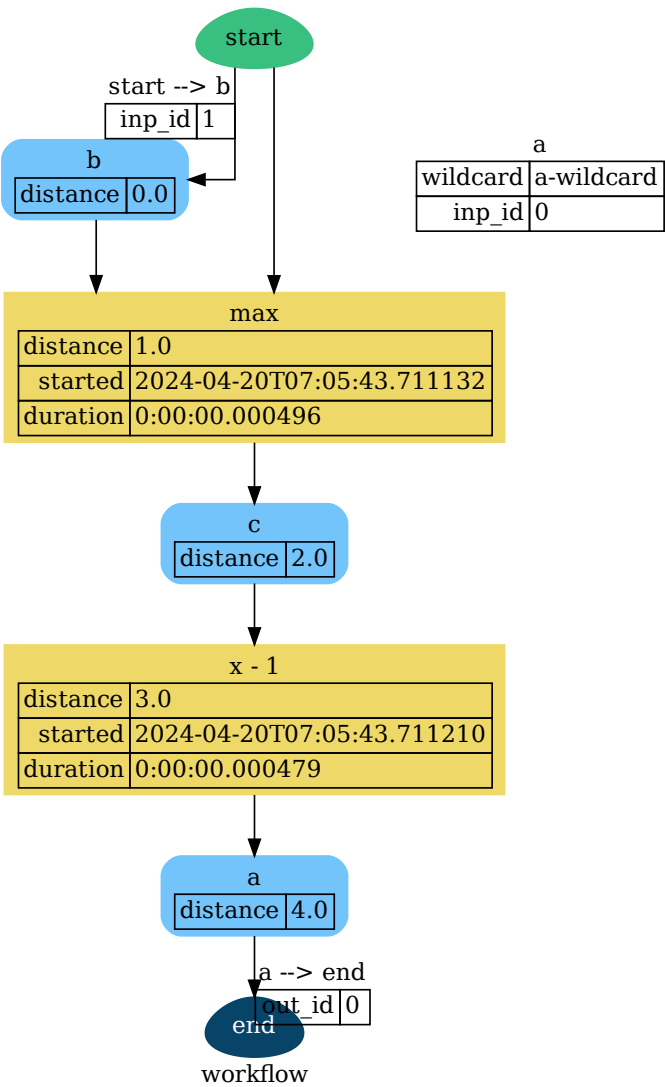 start
start --> b
inp_id 1
b
distance 0.0
a
wildcard a-wildcard
inp_id 0
max
distance 1.0
started 2024-04-20T07:05:43.711132
duration 0:00:00.000496
c
distance 2.0
x - 1
distance 3.0
started 2024-04-20T07:05:43.711210
duration 0:00:00.000479
a
distance 4.0
a --> end
out_id 0
end
workflow